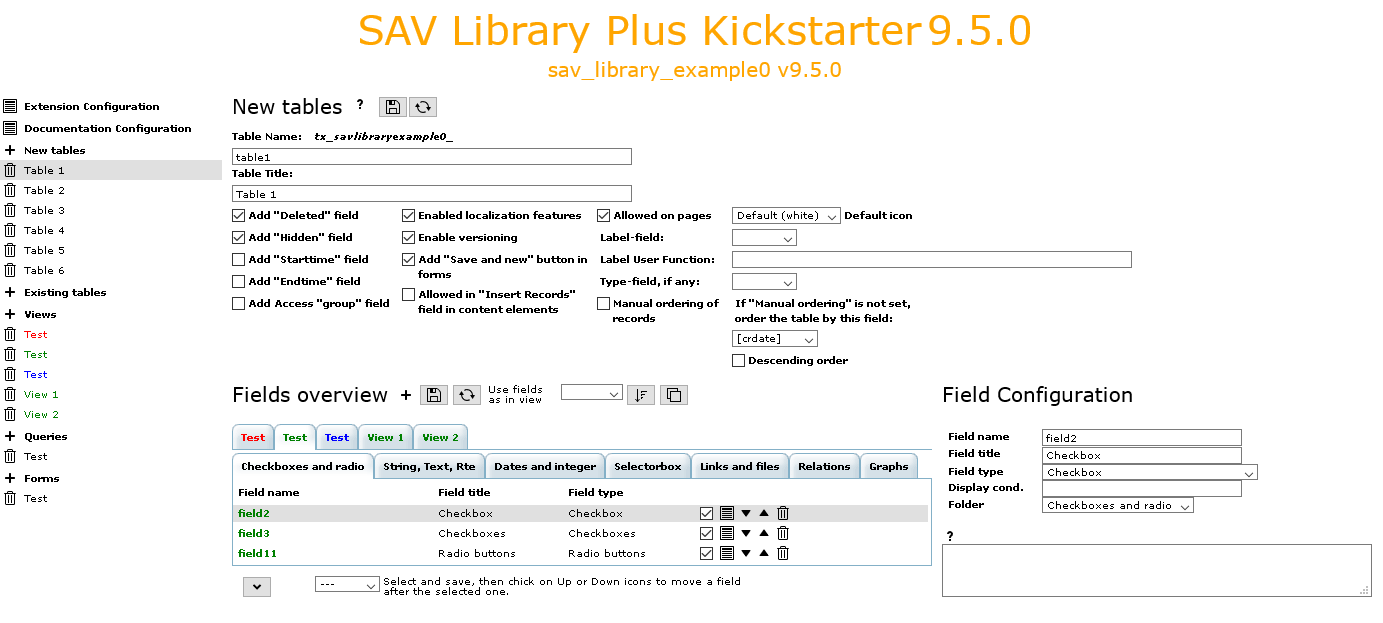 SAV Library Plus Kickstarter 9.5.0
sav_library_example0 v9.5.0
Extension Configuration
Documentation Configuration
New tables
Table 1
Table 2
Table 3
Table 4
Table 5
Table 6
Existing tables
Views
Test
Test
Test
View 1
View 2
Queries
Test
Forms
Test
New tables ?
Table Name: tx_savlibraryexample0_
table1
Table Title:
Table 1
Add "Deleted" field
Add "Hidden" field
Add "Starttime" field
Add "Endtime" field
Add Access "group" field
Enabled localization features
Enable versioning
Add "Save and new" button in
forms
Allowed in "Insert Records"
field in content elements
Allowed on pages
Default (white) Default icon
Label-field:
Label User Function:
Type-field, if any:
Manual ordering of
records
If "Manual ordering" is not set,
order the table by this field:
[crdate]
Descending order
Fields overview +
Use fields
as in view
Test Test Test View 1 View 2
Checkboxes and radio String, Text, Rte Dates and integer Selectorbox Links and files Relations Graphs
Field name Field title Field type
field2 Checkbox Checkbox
field3 Checkboxes Checkboxes
field11 Radio buttons Radio buttons
--- Select and save, then chick on Up or Down icons to move a field
after the selected one.
Field Configuration
Field name field2
Field title Checkbox
Field type Checkbox
Display cond.
Folder Checkboxes and radio
?